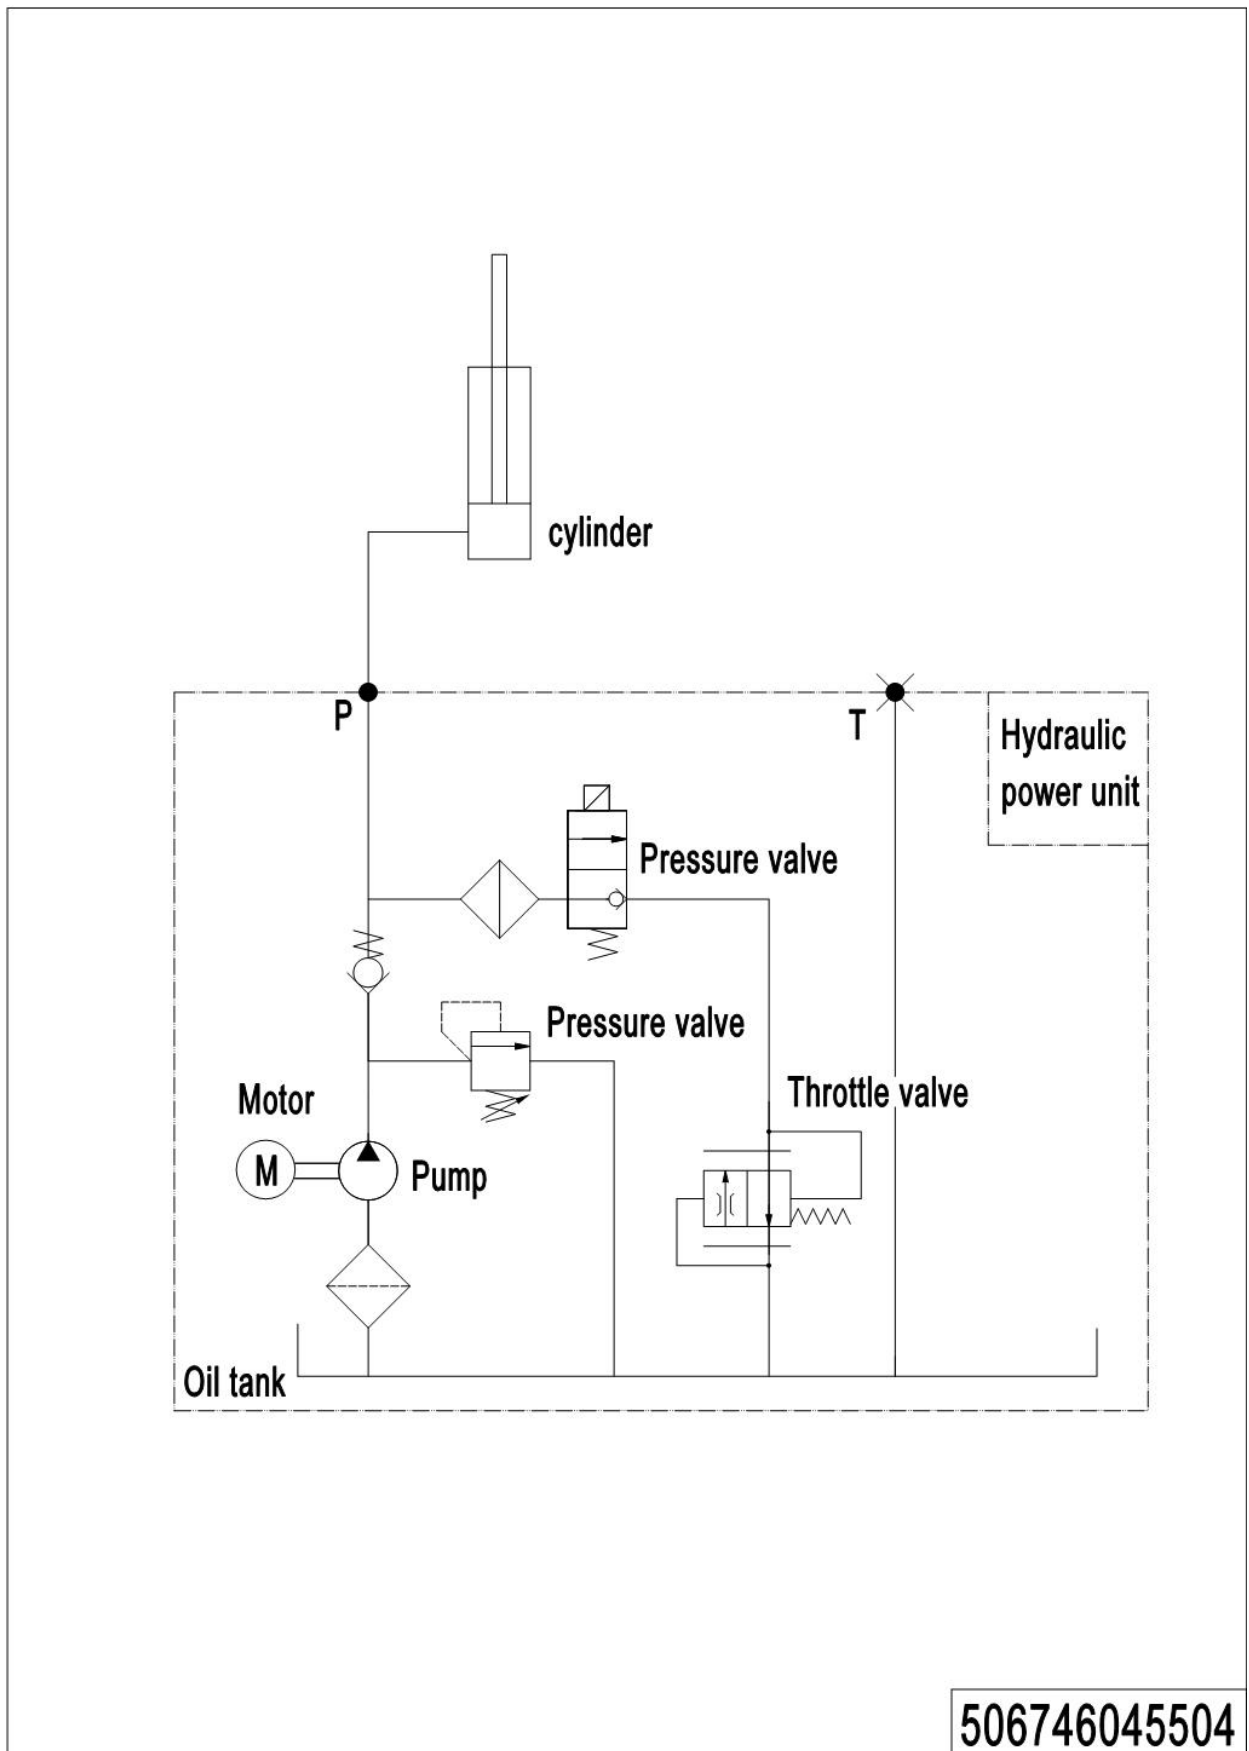 cylinder
P
T
Hydraulic
power unit
Pressure valve
Pressure valve
Throttle valve
Motor
M
Pump
Oil tank
506746045504